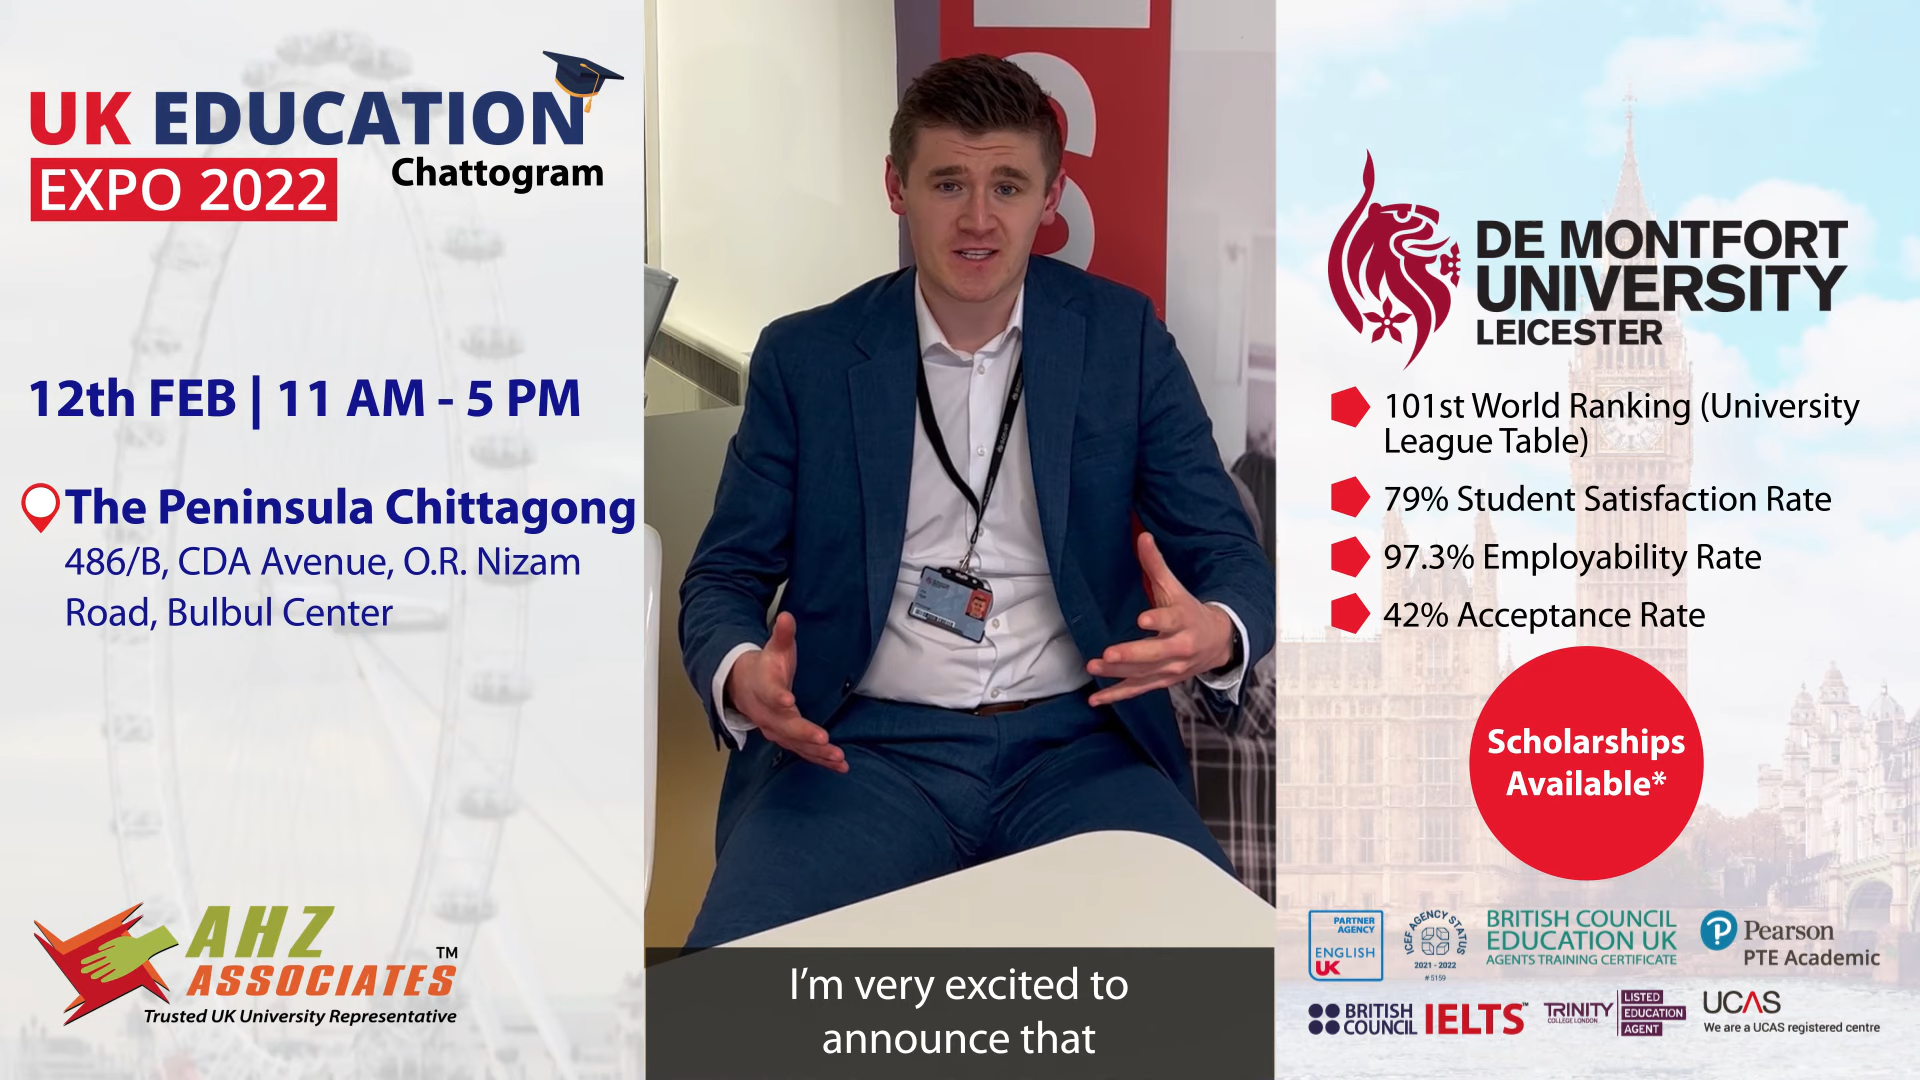 UK EDUCATION
EXPO 2022
Chattogram
12th FEB | 11 AM - 5 PM
The Peninsula Chittagong
486/B, CDA Avenue, O.R. Nizam
Road, Bulbul Center
AHZ
ASSOCIATES
TM
Trusted UK University Representative
I'm very excited to
announce that
DE MONTFORT
UNIVERSITY
LEICESTER
101st World Ranking (University
League Table)
79% Student Satisfaction Rate
97.3% Employability Rate
42% Acceptance Rate
Scholarships
Available*
PARTNER
AGENCY
ENGLISH
UK
ICEF AGENCY STATUS
2021 - 2022
# 5159
BRITISH COUNCIL
EDUCATION UK
AGENTS TRAINING CERTIFICATE
Pearson
PTE Academic
BRITISH
COUNCIL
IELTS™
TRINITY
COLLEGE LONDON
LISTED
EDUCATION
AGENT
UCAS
We are a UCAS registered centre